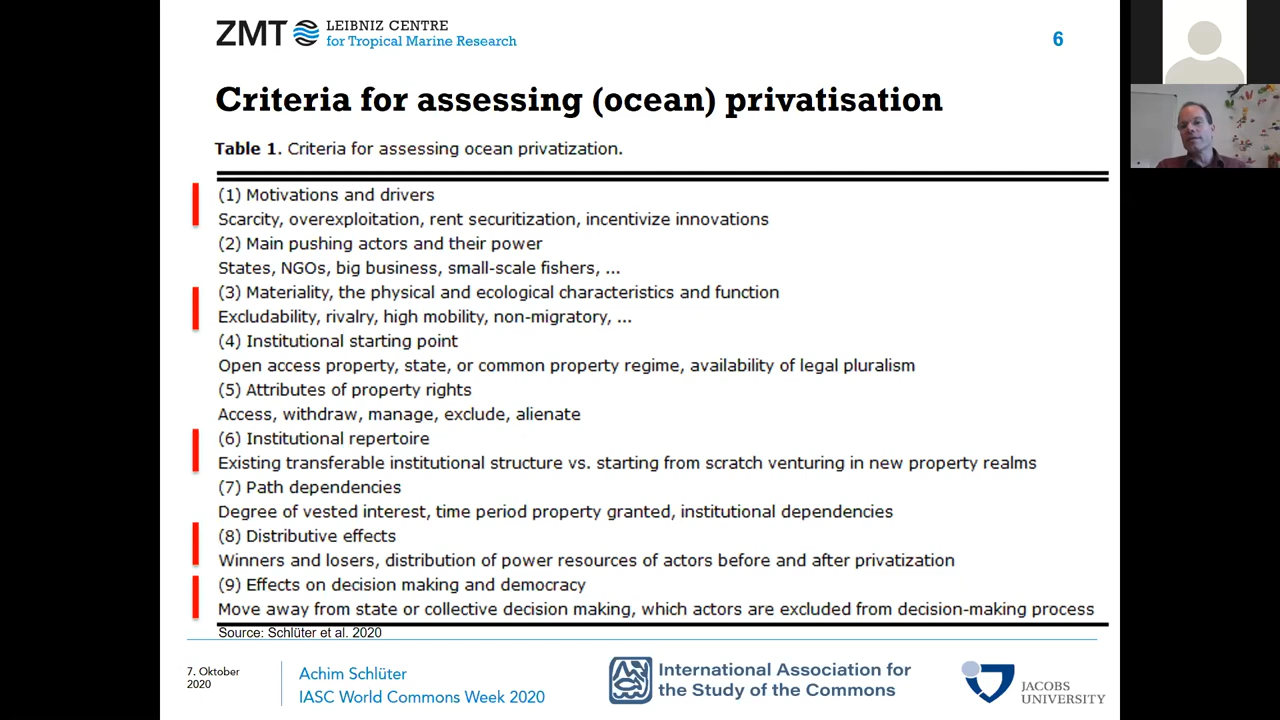 ZMT LEIBNIZ CENTRE
for Tropical Marine Research
6
Criteria for assessing (ocean) privatisation
Table 1. Criteria for assessing ocean privatization.
(1) Motivations and drivers
Scarcity, overexploitation, rent securitization, incentivize innovations
(2) Main pushing actors and their power
States, NGOs, big business, small-scale fishers, ...
(3) Materiality, the physical and ecological characteristics and function
Excludability, rivalry, high mobility, non-migratory, ...
(4) Institutional starting point
Open access property, state, or common property regime, availability of legal pluralism
(5) Attributes of property rights
Access, withdraw, manage, exclude, alienate
(6) Institutional repertoire
Existing transferable institutional structure vs. starting from scratch venturing in new property realms
(7) Path dependencies
Degree of vested interest, time period property granted, institutional dependencies
(8) Distributive effects
Winners and losers, distribution of power resources of actors before and after privatization
(9) Effects on decision making and democracy
Move away from state or collective decision making, which actors are excluded from decision-making process
Source: Schlüter et al. 2020
7. Oktober
2020
Achim Schlüter
IASC World Commons Week 2020
International Association for
the Study of the Commons
JACOBS
UNIVERSITY